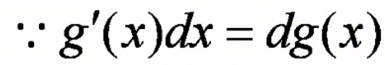 ∵ g′(x)dx = dg(x)